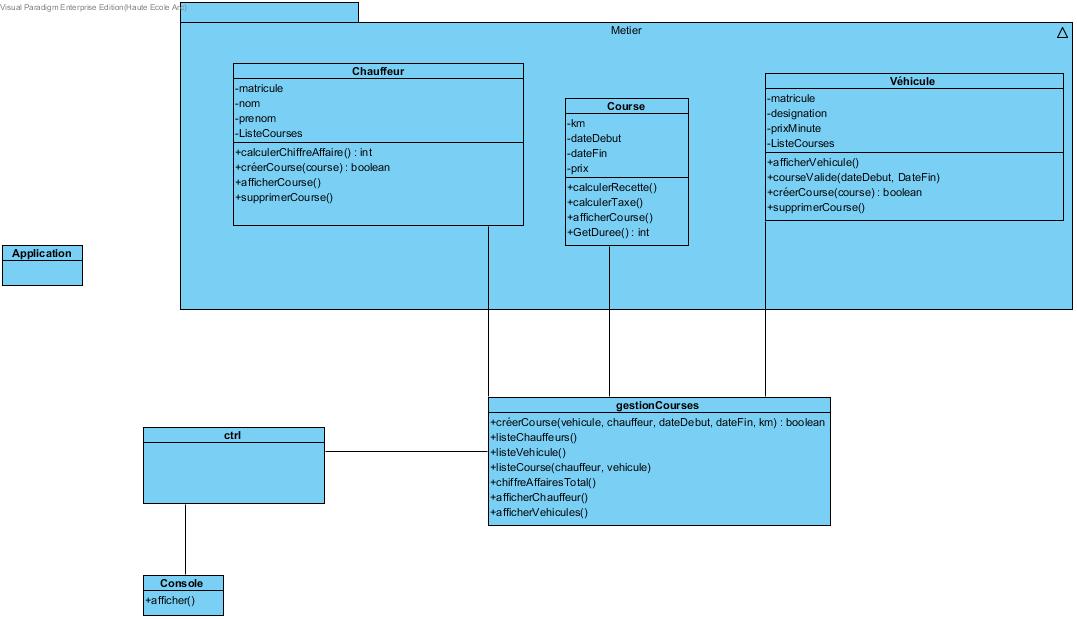 Visual Paradigm Enterprise Edition(Haute Ecole Arc)
Metier
Chauffeur
-matricule
-nom
-prenom
-ListeCourses
+calculerChiffreAffaire() : int
+créerCourse(course) : boolean
+afficherCourse()
+supprimerCourse()
Course
-km
-dateDebut
-dateFin
-prix
+calculerRecette()
+calculerTaxe()
+afficherCourse()
+GetDuree() : int
Véhicule
-matricule
-designation
-prixMinute
-ListeCourses
+afficherVehicule()
+courseValide(dateDebut, DateFin)
+créerCourse(course) : boolean
+supprimerCourse()
Application
gestionCourses
+créerCourse(vehicule, chauffeur, dateDebut, dateFin, km) : boolean
+listeChauffeurs()
+listeVehicule()
+listeCourse(chauffeur, vehicule)
+chiffreAffairesTotal()
+afficherChauffeur()
+afficherVehicules()
ctrl
Console
+afficher()